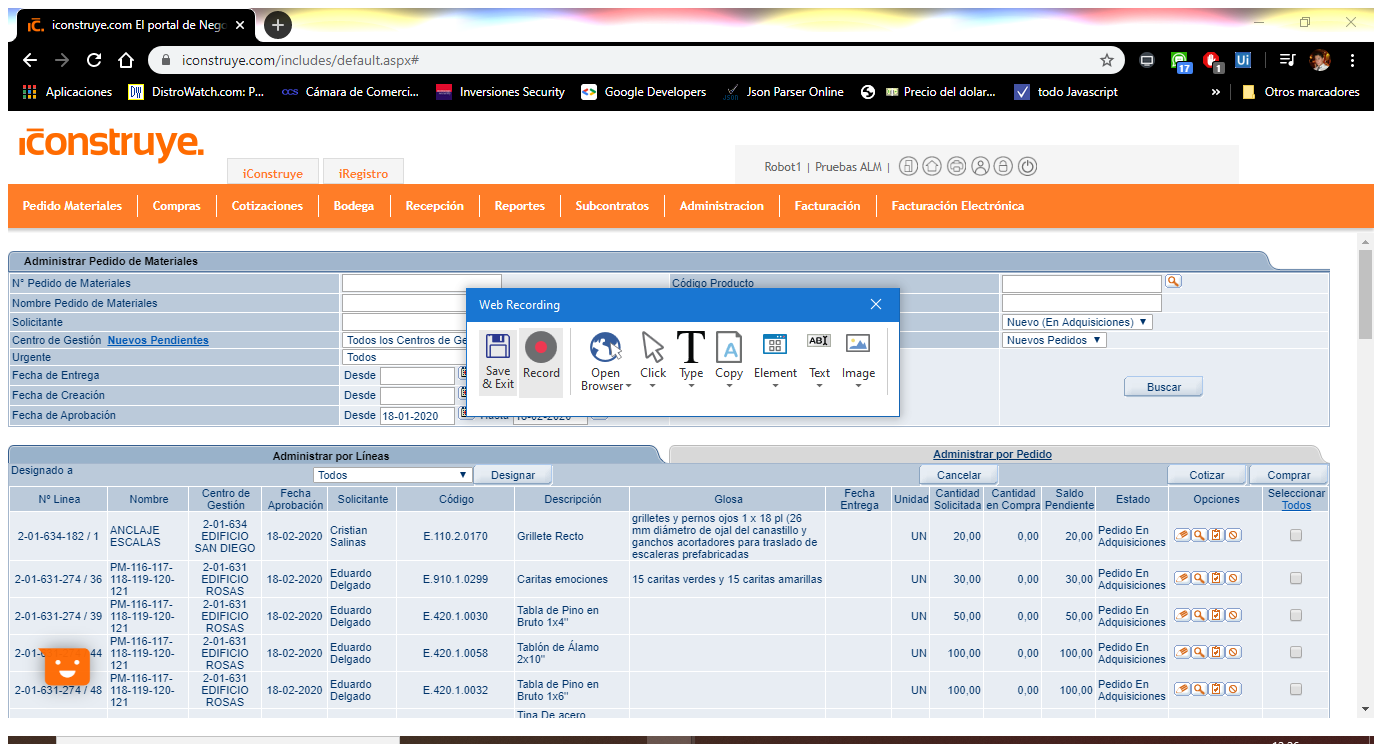 iconstruye.com El portal de Nego
iconstruye.com/includes/default.aspx#
17
1
Ui
Aplicaciones
DW DistroWatch.com: P...
CCS Cámara de Comerci...
Inversiones Security
Google Developers
Json Parser Online
Precio del dolar...
todo Javascript
»
Otros marcadores
iconstruye.
iConstruye
iRegistro
Robot1 | Pruebas ALM |
Pedido Materiales
Compras
Cotizaciones
Bodega
Recepción
Reportes
Subcontratos
Administracion
Facturación
Facturación Electrónica
Administrar Pedido de Materiales
N° Pedido de Materiales
Código Producto
Nombre Pedido de Materiales
Solicitante
Nuevo (En Adquisiciones)
Centro de Gestión Nuevos Pendientes
Todos los Centros de Ge
Nuevos Pedidos
Urgente
Todos
Fecha de Entrega
Desde
Fecha de Creación
Desde
Fecha de Aprobación
Desde 18-01-2020
Hasta 18-02-2020
Buscar
Web Recording
Save & Exit
Record
Open Browser
Click
Type
Copy
Element
Text
Image
Administrar por Líneas
Administrar por Pedido
Designado a
Todos
Designar
Cancelar
Cotizar
Comprar
N° Linea Nombre Centro de Gestión Fecha Aprobación Solicitante Código Descripción Glosa Fecha Entrega Unidad Cantidad Solicitada Cantidad en Compra Saldo Pendiente Estado Opciones Seleccionar Todos
2-01-634-182 / 1 ANCLAJE ESCALAS 2-01-634 EDIFICIO SAN DIEGO 18-02-2020 Cristian Salinas E.110.2.0170 Grillete Recto grilletes y pernos ojos 1 x 18 pl (26 mm diámetro de ojal del canastillo y ganchos acortadores para traslado de escaleras prefabricadas UN 20,00 0,00 20,00 Pedido En Adquisiciones
2-01-631-274 / 36 PM-116-117-118-119-120-121 2-01-631 EDIFICIO ROSAS 18-02-2020 Eduardo Delgado E.910.1.0299 Caritas emociones 15 caritas verdes y 15 caritas amarillas UN 30,00 0,00 30,00 Pedido En Adquisiciones
2-01-631-274 / 39 PM-116-117-118-119-120-121 2-01-631 EDIFICIO ROSAS 18-02-2020 Eduardo Delgado E.420.1.0030 Tabla de Pino en Bruto 1x4" UN 50,00 0,00 50,00 Pedido En Adquisiciones
44 PM-116-117-118-119-120-121 2-01-631 EDIFICIO ROSAS 18-02-2020 Eduardo Delgado E.420.1.0058 Tablón de Álamo 2x10" UN 100,00 0,00 100,00 Pedido En Adquisiciones
2-01-631-274 / 48 PM-116-117-118-119-120-121 2-01-631 EDIFICIO ROSAS 18-02-2020 Eduardo Delgado E.420.1.0032 Tabla de Pino en Bruto 1x6" UN 100,00 0,00 100,00 Pedido En Adquisiciones
Tina De acero